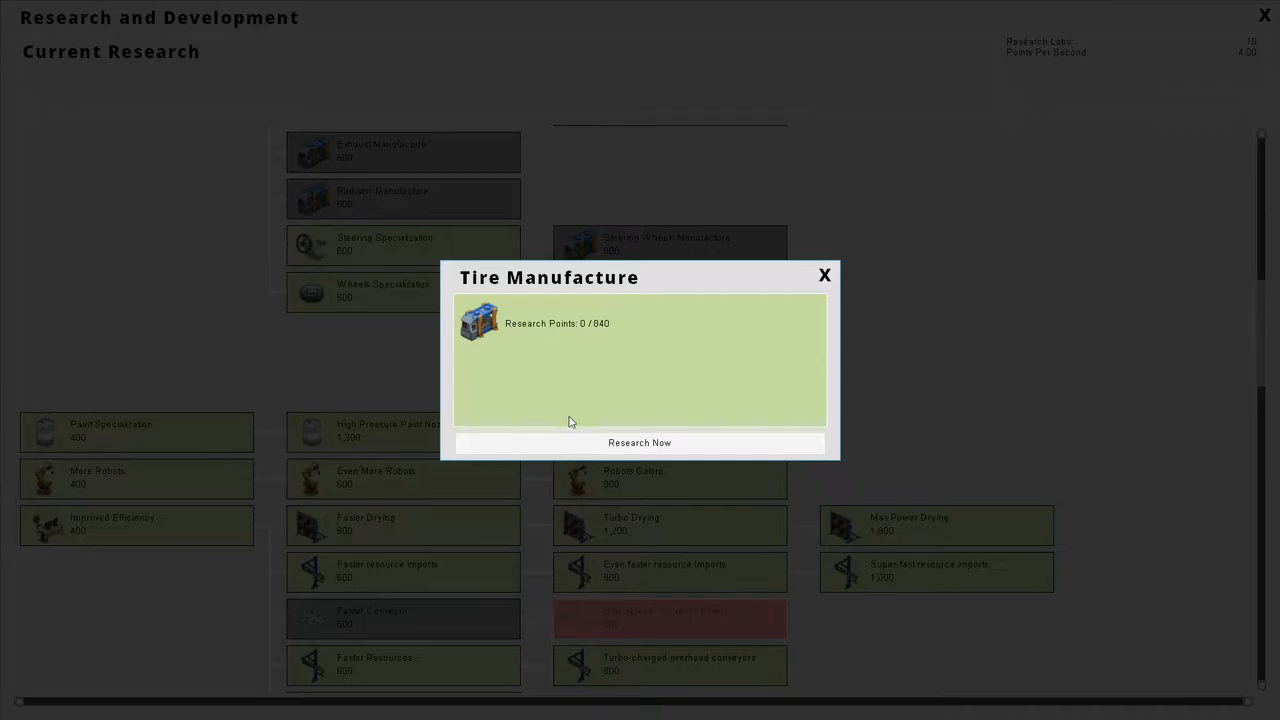 Research and Development
X
Current Research
Research Labs: 16
Points Per Second: 4.00
Exhaust Manufacture
600
Radiator Manufacture
600
Steering Specialization
600
Steering Wheels Manufacture
Wheels Specialization
600
Tire Manufacture
X
Research Points: 0 / 840
Research Now
Paint Specialization
400
High Pressure Paint Noz
1,300
More Robots
400
Even More Robots
600
Robots Galore
800
Improved Efficiency
400
Faster Drying
Turbo Drying
1,200
Max Power Drying
1,800
Faster resource imports
600
Even faster resource Imports
800
Super-fast resource imports
1,000
Faster Conveyor
Faster Resources
600
Turbo-charged overhead conveyors
800